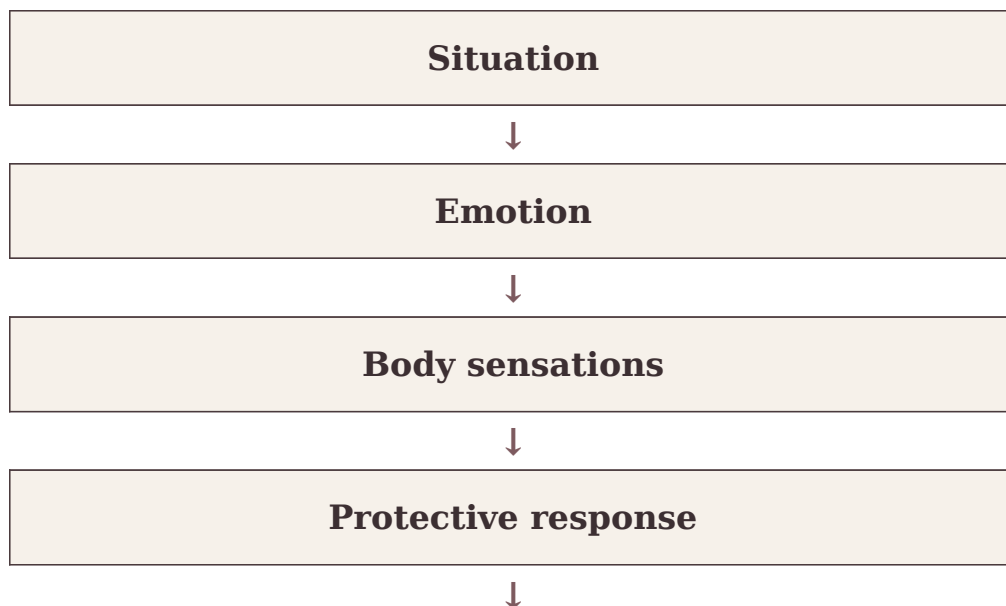 Situation
↓
Emotion
↓
Body sensations
↓
Protective response
↓